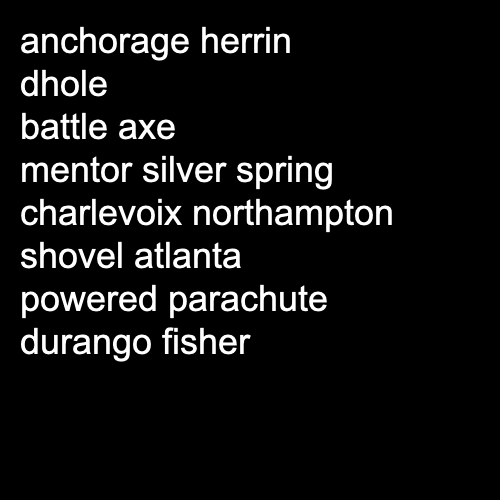 anchorage herrin
dhole
battle axe
mentor silver spring
charlevoix northampton
shovel atlanta
powered parachute
durango fisher